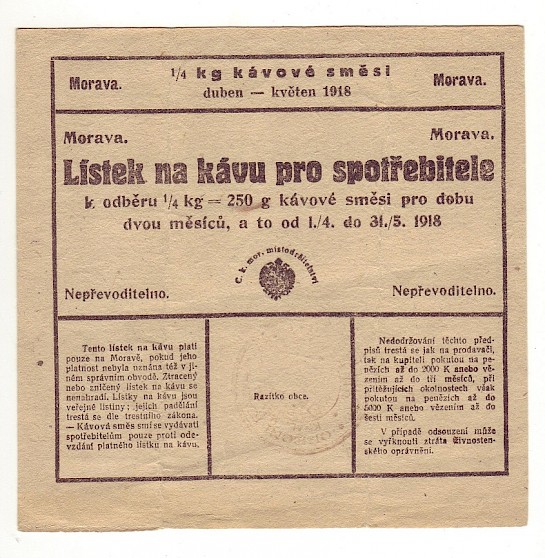 Morava.
¼ kg kávové směsi
duben — květen 1918
Morava.
Morava.
Morava.
Lístek na kávu pro spotřebitele
k odběru ¼ kg = 250 g kávové směsi pro dobu
dvou měsíců, a to od 1./4. do 31./5. 1918
C. k. mor. místodržitelství
Nepřevoditelno.
Nepřevoditelno.
Tento lístek na kávu platí
pouze na Moravě, pokud jeho
platnost nebyla uznána též v ji-
ném správním obvodě. Ztracený
nebo zničený lístek na kávu se
nenahradí. Lístky na kávu jsou
veřejné listiny; jejich padělání
trestá se dle trestního zákona.
— Kávová směs smí se vydávati
spotřebitelům pouze proti ode-
vzdání platného lístku na kávu.
Razítko obce.
Nedodržování těchto před-
pisů trestá se jak na prodavači,
tak na kupiteli pokutou na pe-
něžích až do 2000 K anebo vě-
zením až do tří měsíců, při
přitěžujících okolnostech však
pokutou na penězích až do
5000 K anebo vězením až do
šesti měsíců.
V případě odsouzení může
se vyřknouti ztráta živnosten-
ského oprávnění.